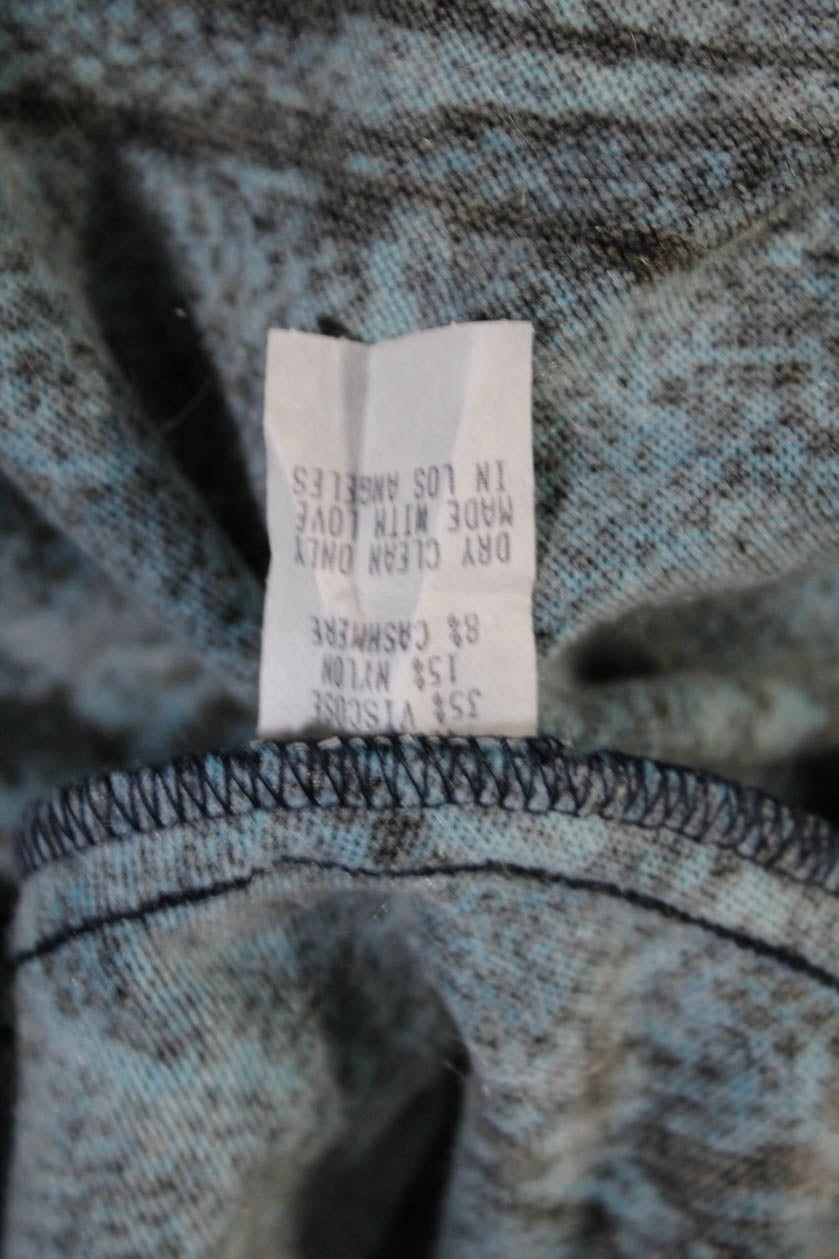 35% VISCOSE
15% NYLON
8% CASHMERE
DRY CLEAN ONLY
MADE WITH LOVE
IN LOS ANGELES